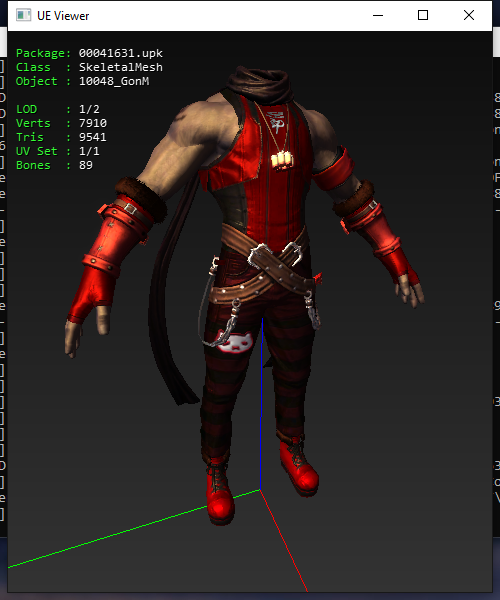 UE Viewer
Package: 00041631.upk
Class  : SkeletalMesh
Object : 10048_GonM
LOD    : 1/2
Verts  : 7910
Tris   : 9541
UV Set : 1/1
Bones  : 89